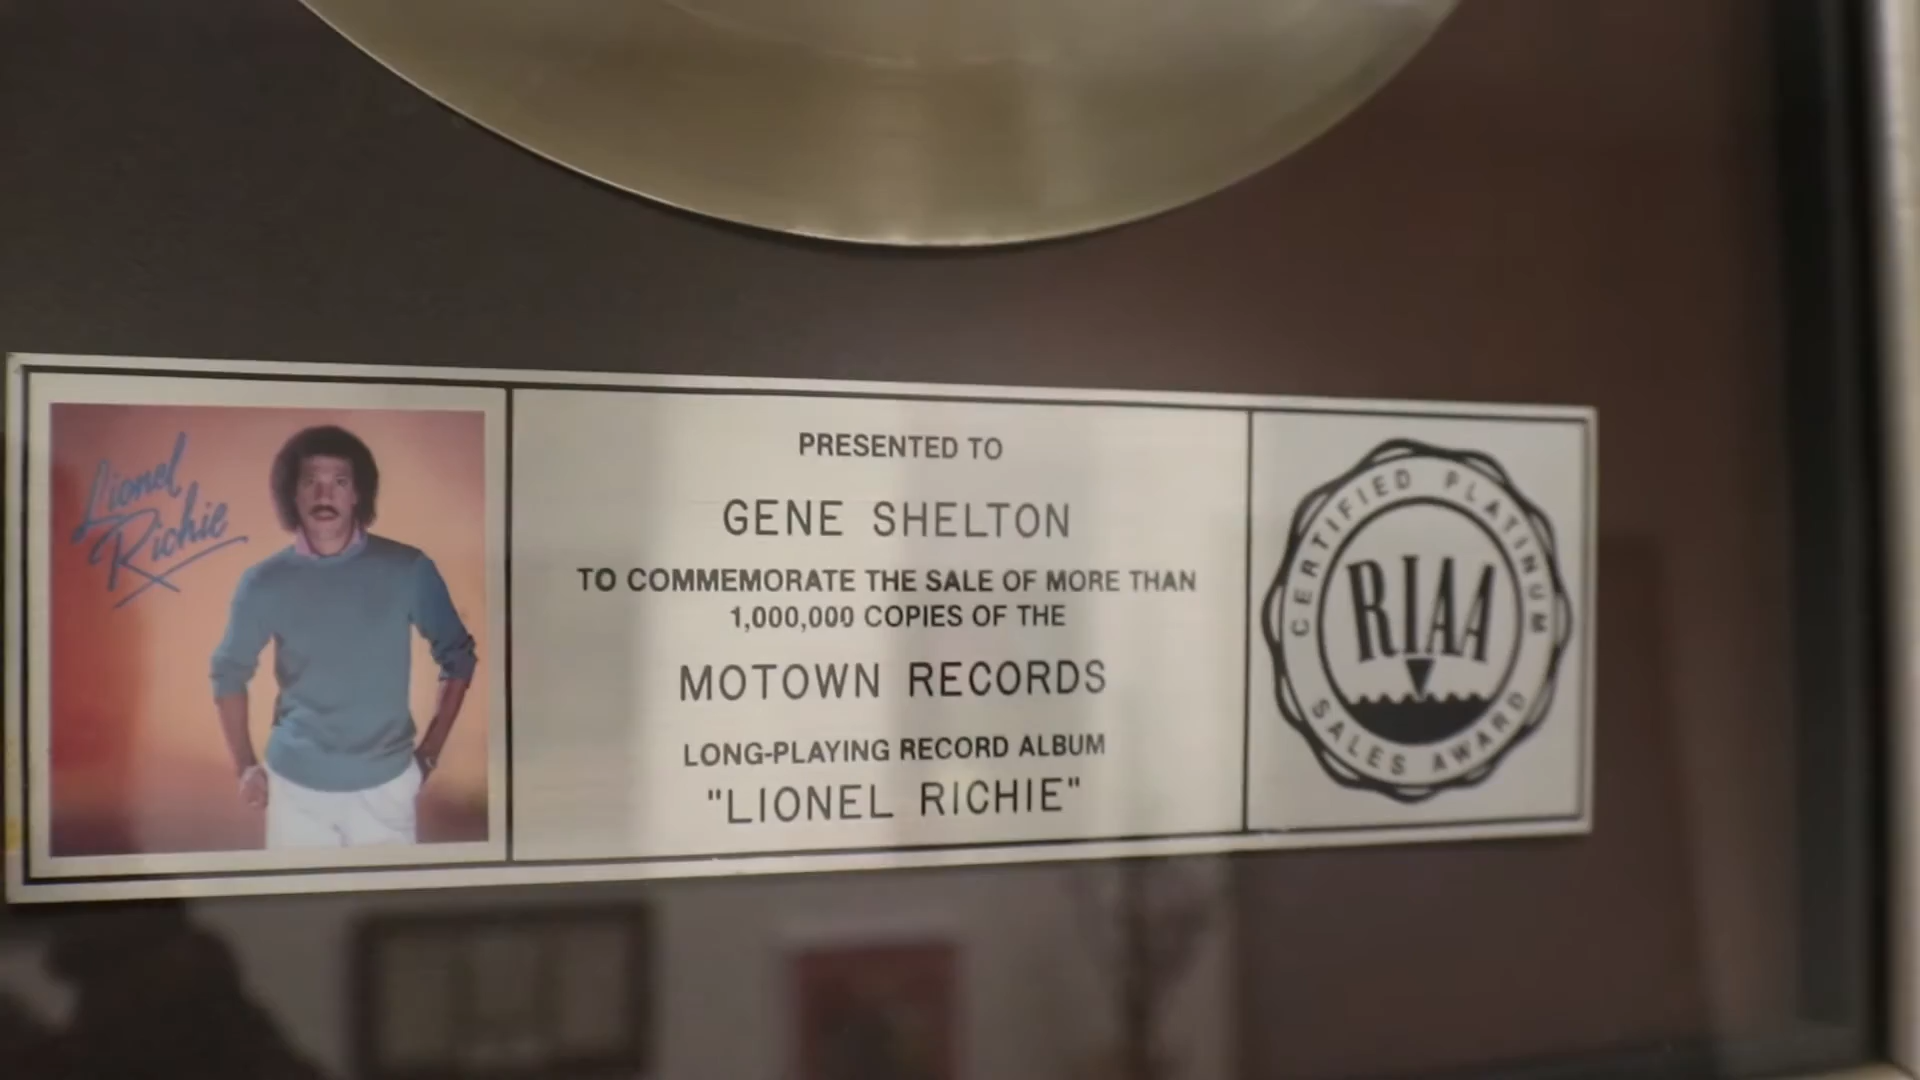 Lionel
Richie
PRESENTED TO
GENE SHELTON
TO COMMEMORATE THE SALE OF MORE THAN
1,000,000 COPIES OF THE
MOTOWN RECORDS
LONG-PLAYING RECORD ALBUM
"LIONEL RICHIE"
CERTIFIED PLATINUM
RIAA
SALES AWARD